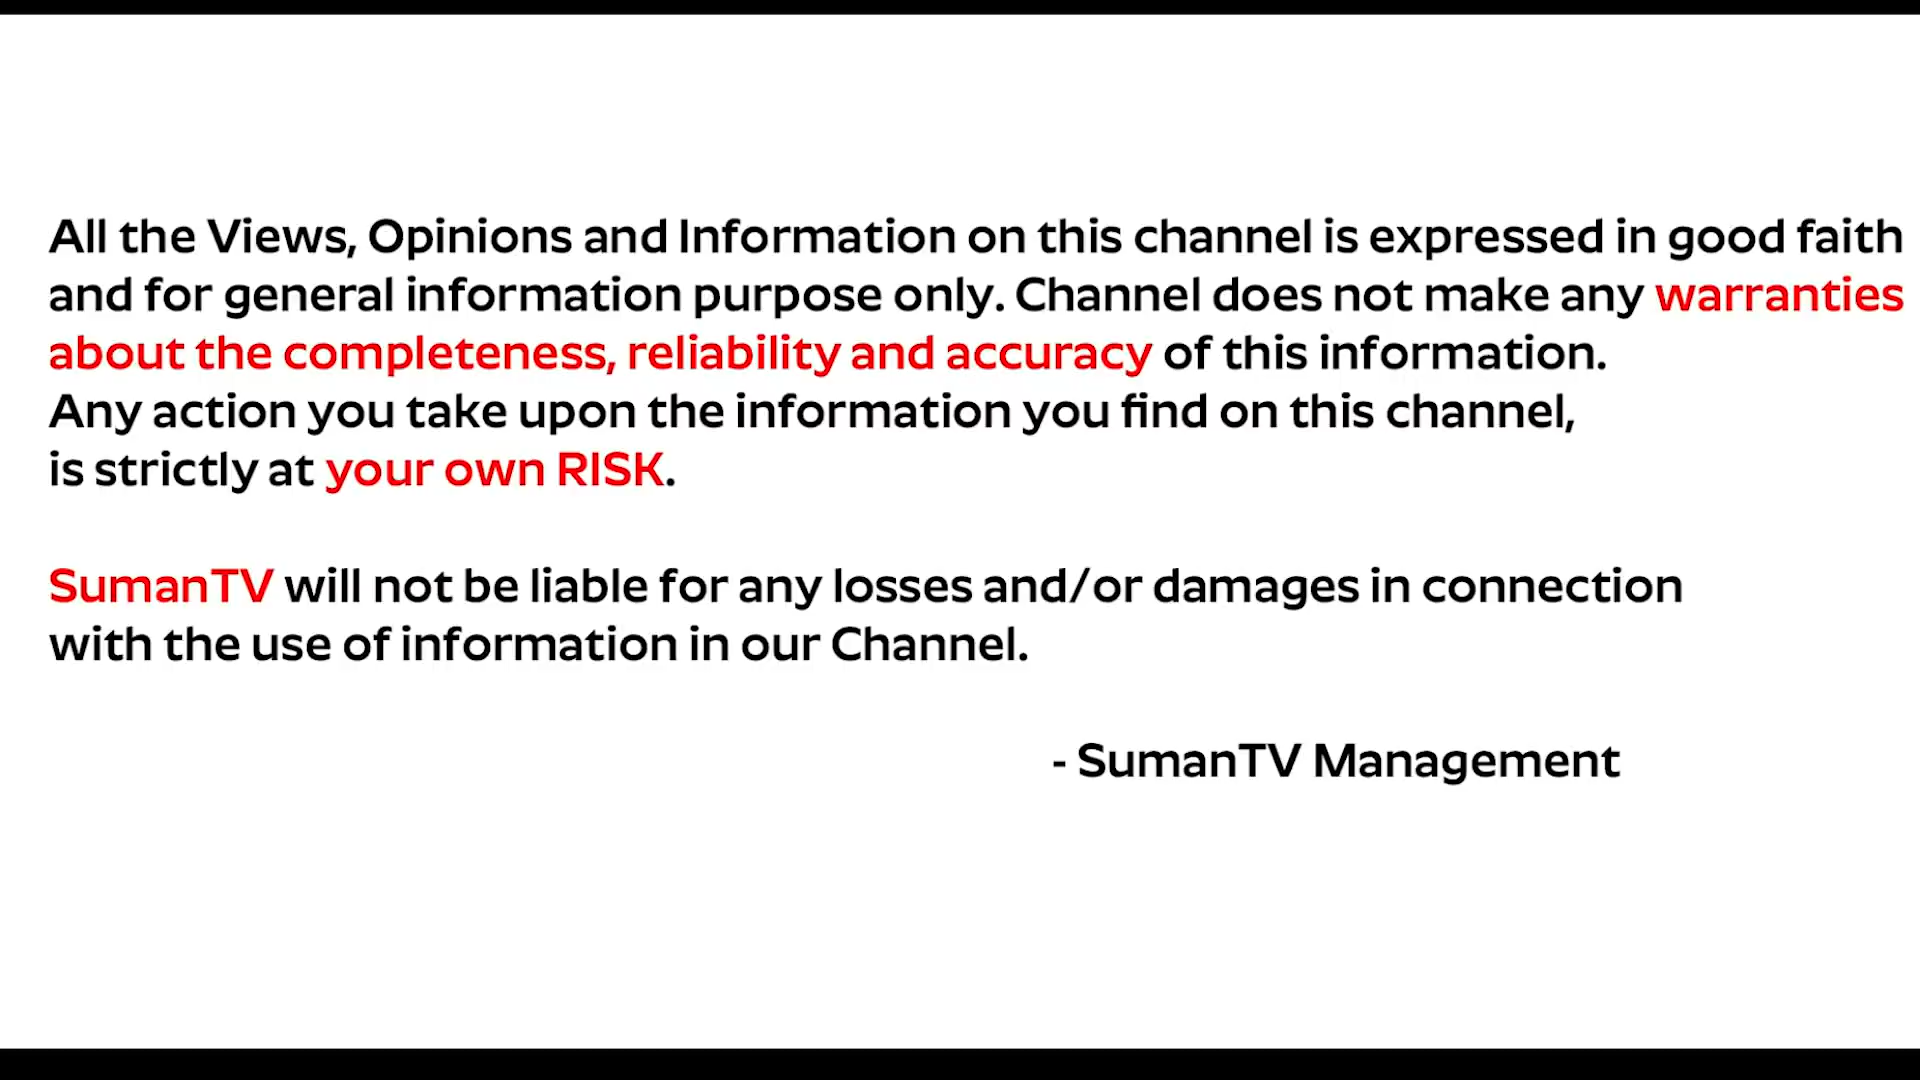 All the Views, Opinions and Information on this channel is expressed in good faith
and for general information purpose only. Channel does not make any warranties
about the completeness, reliability and accuracy of this information.
Any action you take upon the information you find on this channel,
is strictly at your own RISK.
SumanTV will not be liable for any losses and/or damages in connection
with the use of information in our Channel.
- SumanTV Management